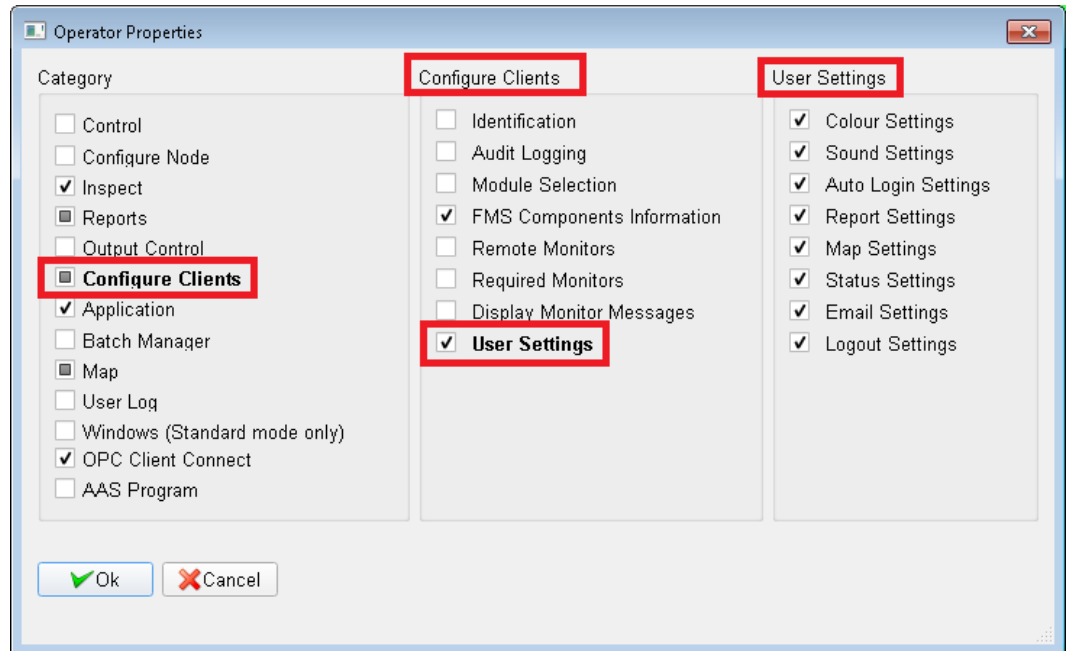 Operator Properties
Category
Control
Configure Node
Inspect
Reports
Output Control
Configure Clients
Application
Batch Manager
Map
User Log
Windows (Standard mode only)
OPC Client Connect
AAS Program
Configure Clients
Identification
Audit Logging
Module Selection
FMS Components Information
Remote Monitors
Required Monitors
Display Monitor Messages
User Settings
User Settings
Colour Settings
Sound Settings
Auto Login Settings
Report Settings
Map Settings
Status Settings
Email Settings
Logout Settings
Ok
Cancel